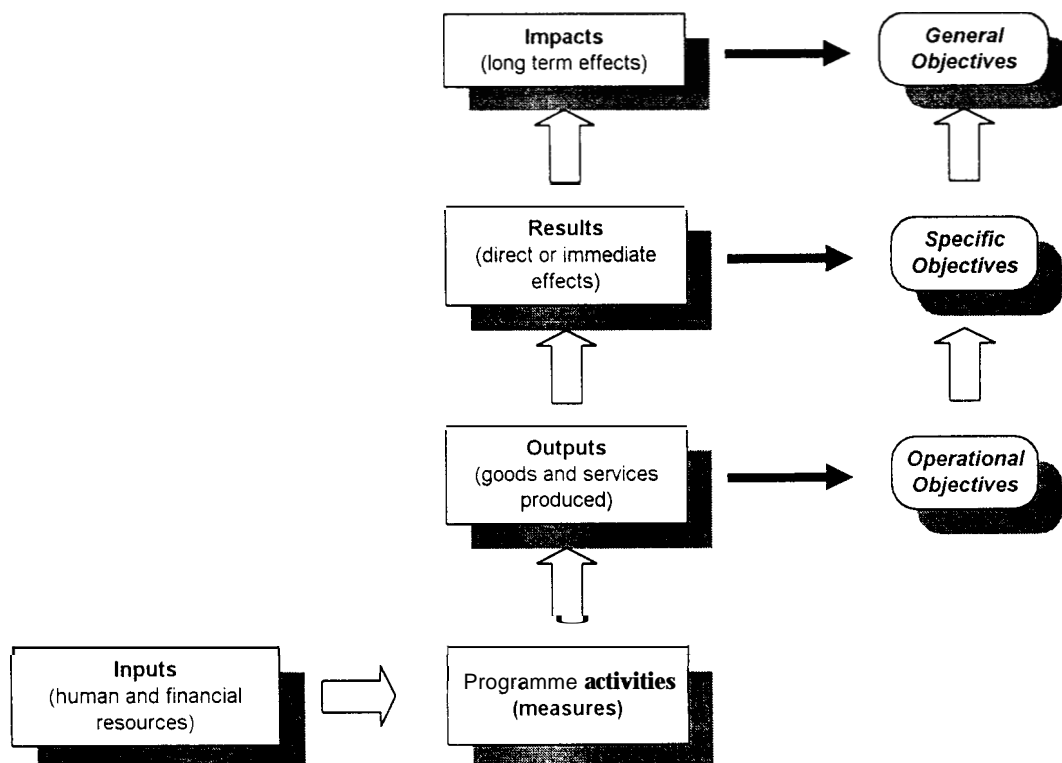 Impacts
(long term effects)
General
Objectives
Results
(direct or immediate
effects)
Specific
Objectives
Outputs
(goods and services
produced)
Operational
Objectives
Inputs
(human and financial
resources)
Programme activities
(measures)